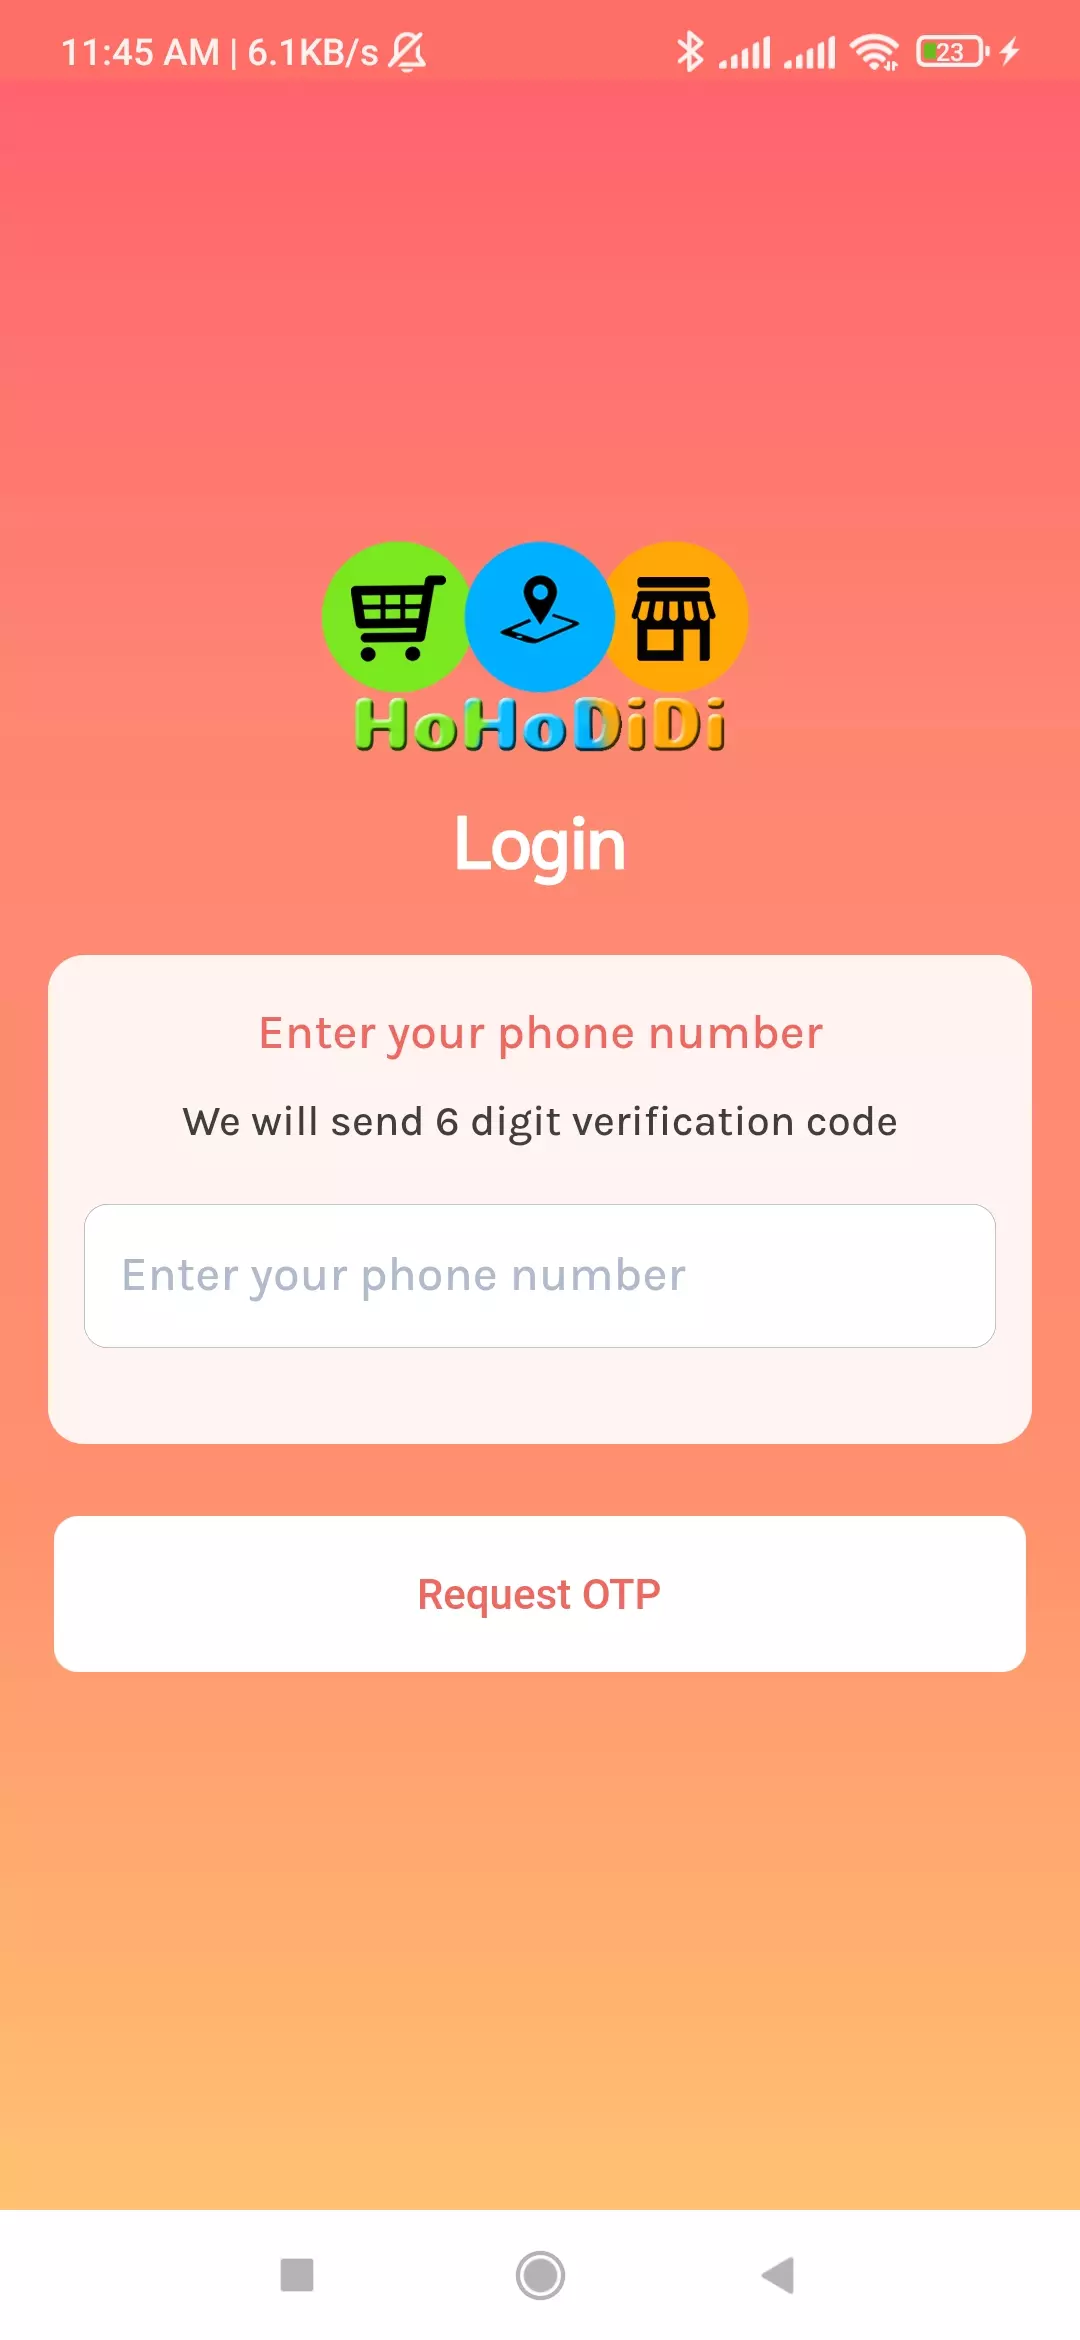 11:45 AM | 6.1KB/s
23
HoHoDiDi
Login
Enter your phone number
We will send 6 digit verification code
Enter your phone number
Request OTP